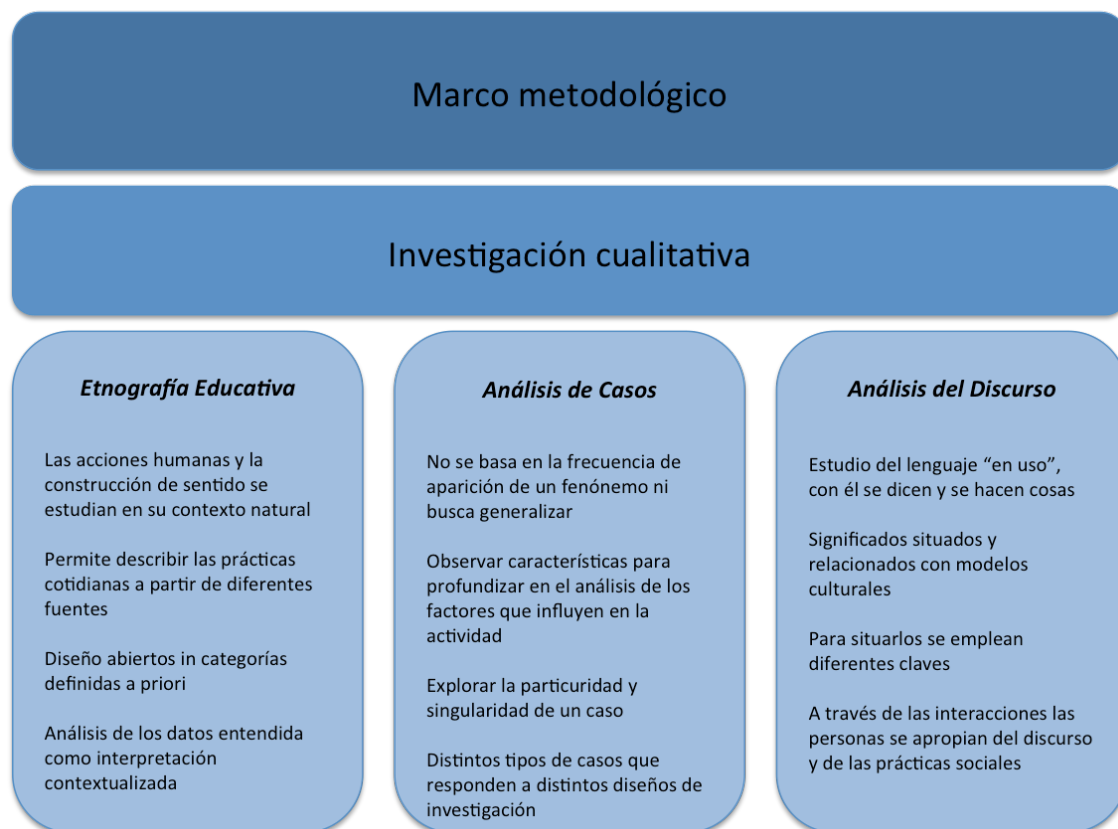 Marco metodológico
Investigación cualitativa
Etnografía Educativa
Las acciones humanas y la
construcción de sentido se
estudian en su contexto natural
Permite describir las prácticas
cotidianas a partir de diferentes
fuentes
Diseño abiertos in categorías
definidas a priori
Análisis de los datos entendida
como interpretación
contextualizada
Análisis de Casos
No se basa en la frecuencia de
aparición de un fenónemo ni
busca generalizar
Observar características para
profundizar en el análisis de los
factores que influyen en la
actividad
Explorar la particuridad y
singularidad de un caso
Distintos tipos de casos que
responden a distintos diseños de
investigación
Análisis del Discurso
Estudio del lenguaje “en uso”,
con él se dicen y se hacen cosas
Significados situados y
relacionados con modelos
culturales
Para situarlos se emplean
diferentes claves
A través de las interacciones las
personas se apropian del discurso
y de las prácticas sociales